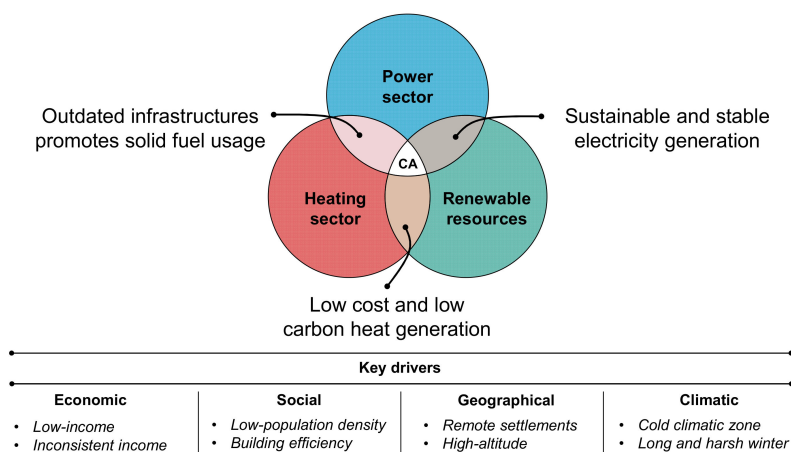 Power
sector
Outdated infrastructures
promotes solid fuel usage
Sustainable and stable
electricity generation
CA
Heating
sector
Renewable
resources
Low cost and low
carbon heat generation
Key drivers
Economic
• Low-income
• Inconsistent income
Social
• Low-population density
• Building efficiency
Geographical
• Remote settlements
• High-altitude
Climatic
• Cold climatic zone
• Long and harsh winter